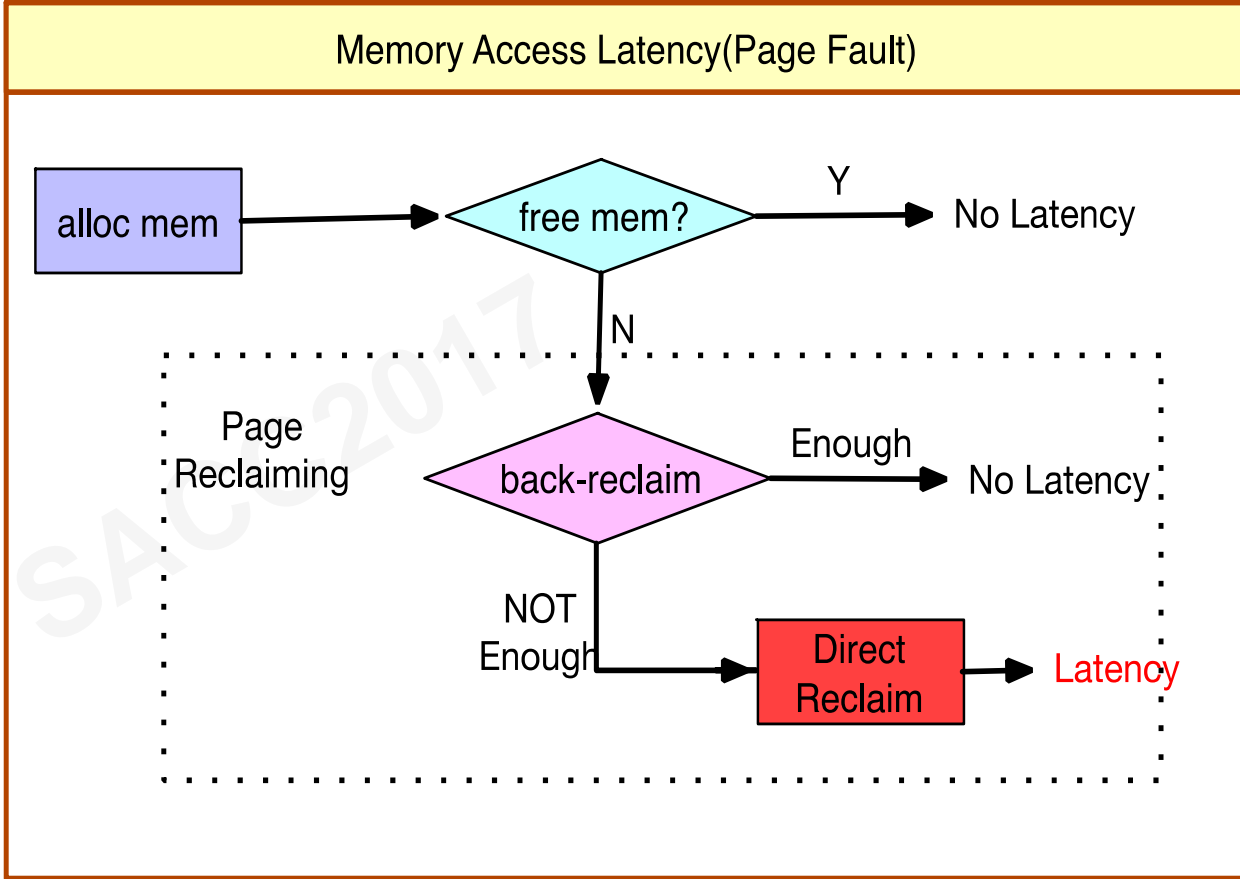 Memory Access Latency(Page Fault)
alloc mem
free mem?
Y
No Latency
N
Page
Reclaiming
back-reclaim
Enough
No Latency
NOT
Enough
Direct
Reclaim
Latency
SACC2017